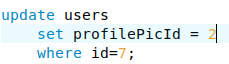 update users
set profilePicId = 2
where id=7;